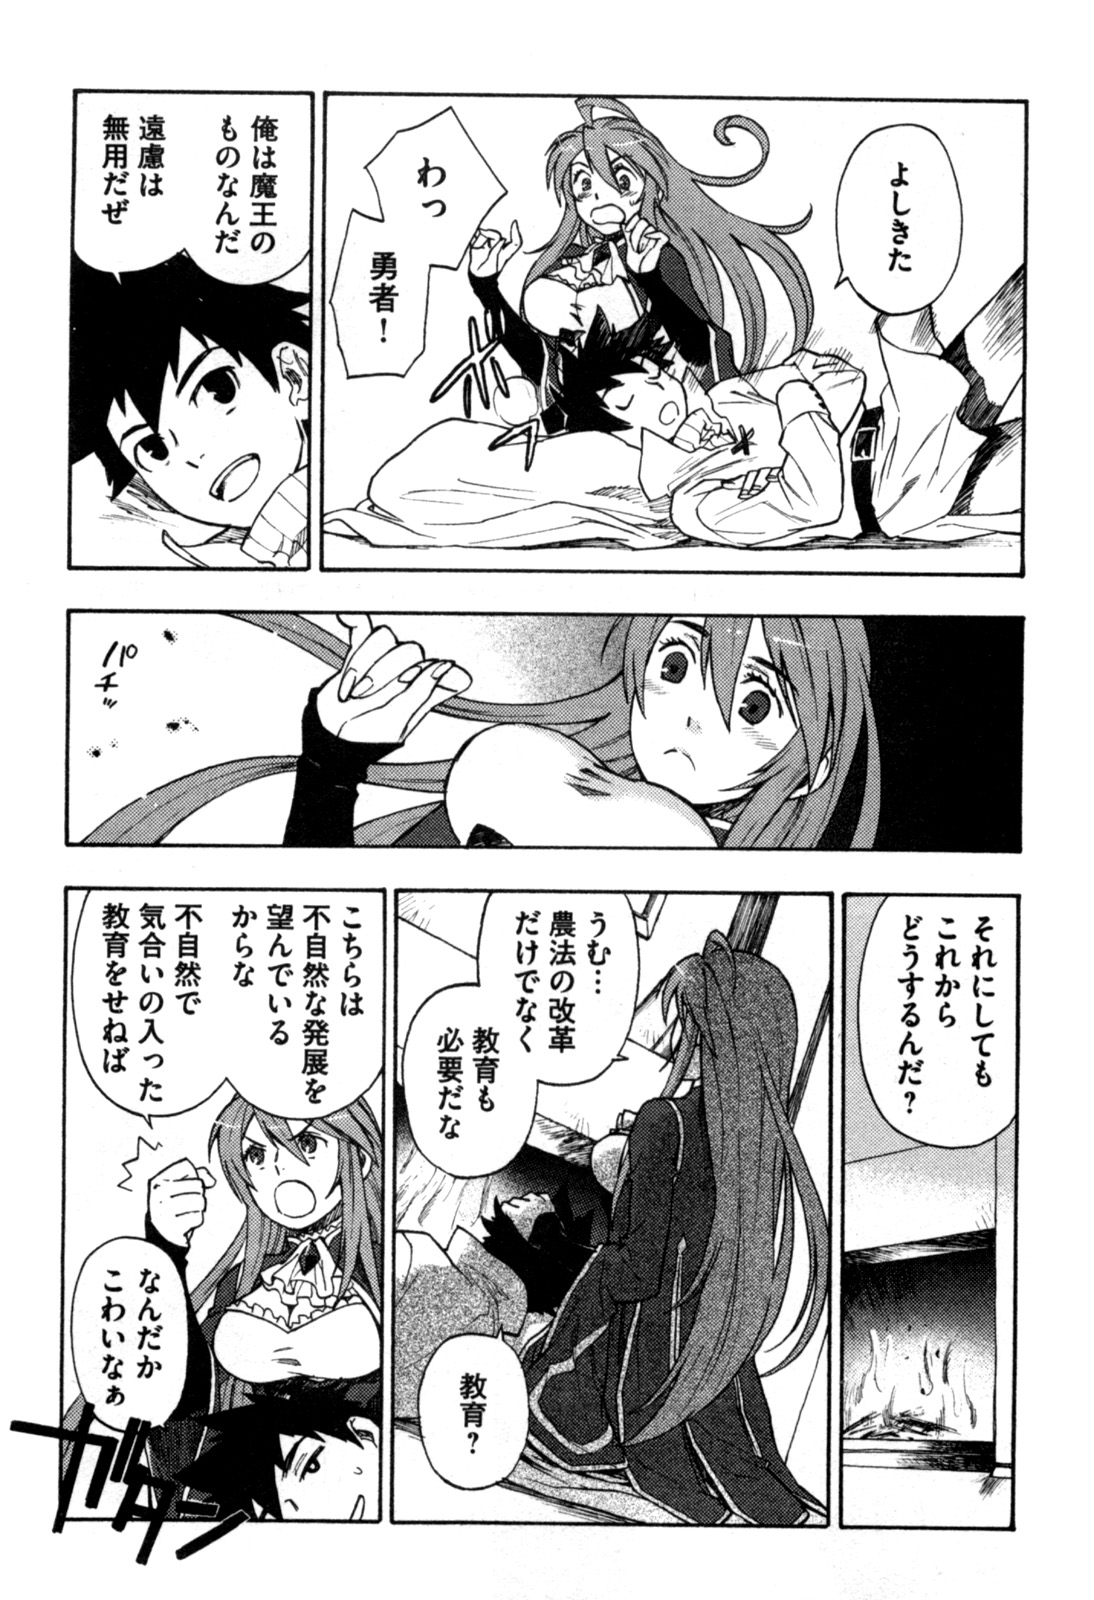 よしきた
わっ
勇者！
ボギ
ポブ
俺は魔王の
ものなんだ
遠慮は
無用だぜ
パチッ
それにしても
これから
どうするんだ？
うむ…
農法の改革
だけでなく
教育も
必要だな
教育？
こちらは
不自然な発展を
望んでいる
からな
不自然で
気合いの入った
教育をせねば
なんだか
こわいなぁ
ガタン